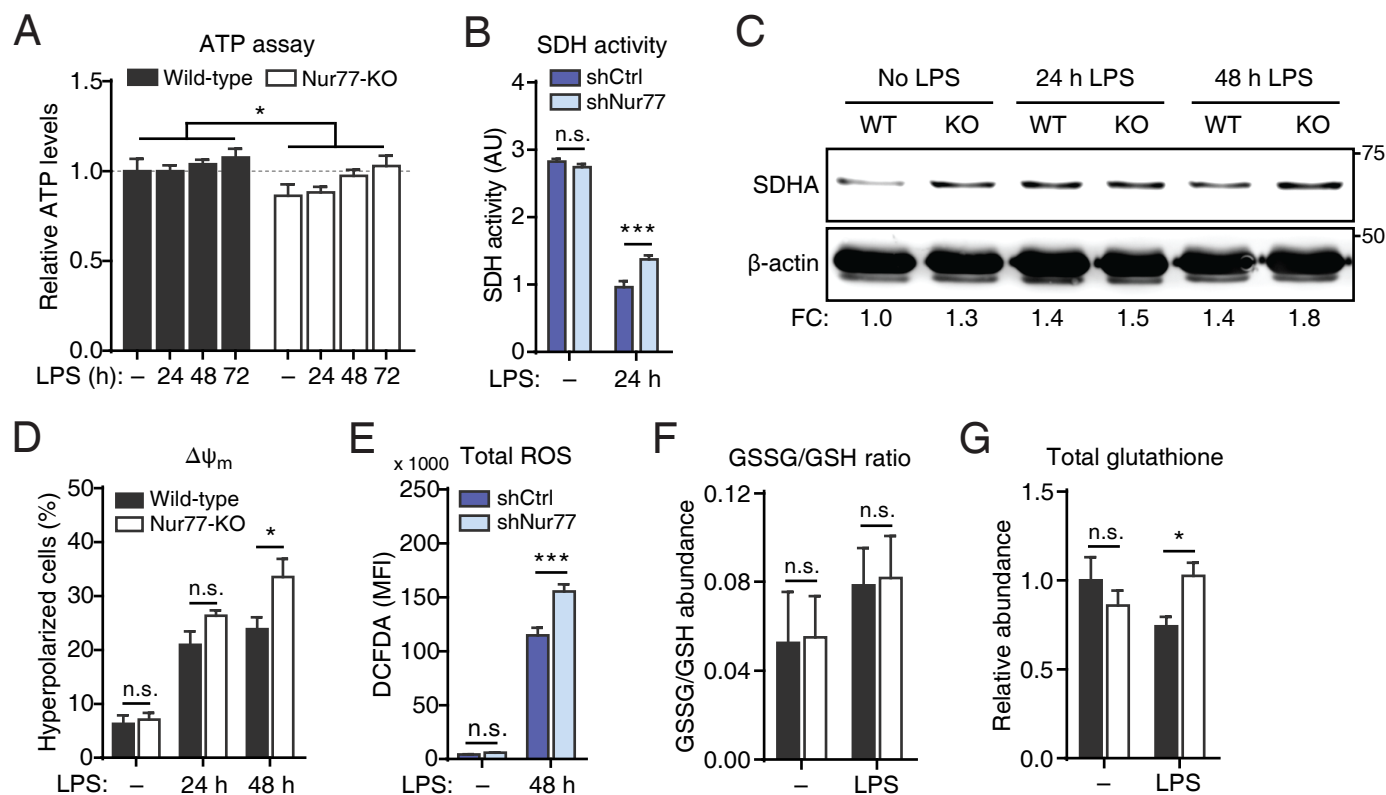 A
ATP assay
Wild-type
Nur77-KO
Relative ATP levels
1.5
1.0
0.5
0.0
*
LPS (h): – 24 48 72 – 24 48 72
B
SDH activity
shCtrl
shNur77
SDH activity (AU)
4
3
2
1
0
n.s.
***
LPS: – 24 h
C
No LPS 24 h LPS 48 h LPS
WT KO WT KO WT KO
SDHA
75
β-actin
50
FC: 1.0 1.3 1.4 1.5 1.4 1.8
D
Δψm
Wild-type
Nur77-KO
Hyperpolarized cells (%)
50
40
30
20
10
0
n.s.
n.s.
*
LPS: – 24 h 48 h
E
x 1000 Total ROS
shCtrl
shNur77
DCFDA (MFI)
250
200
150
100
50
0
n.s.
***
LPS: – 48 h
F
GSSG/GSH ratio
GSSG/GSH abundance
0.12
0.08
0.04
0.00
n.s.
n.s.
– LPS
G
Total glutathione
Relative abundance
1.5
1.0
0.5
0.0
n.s.
*
– LPS